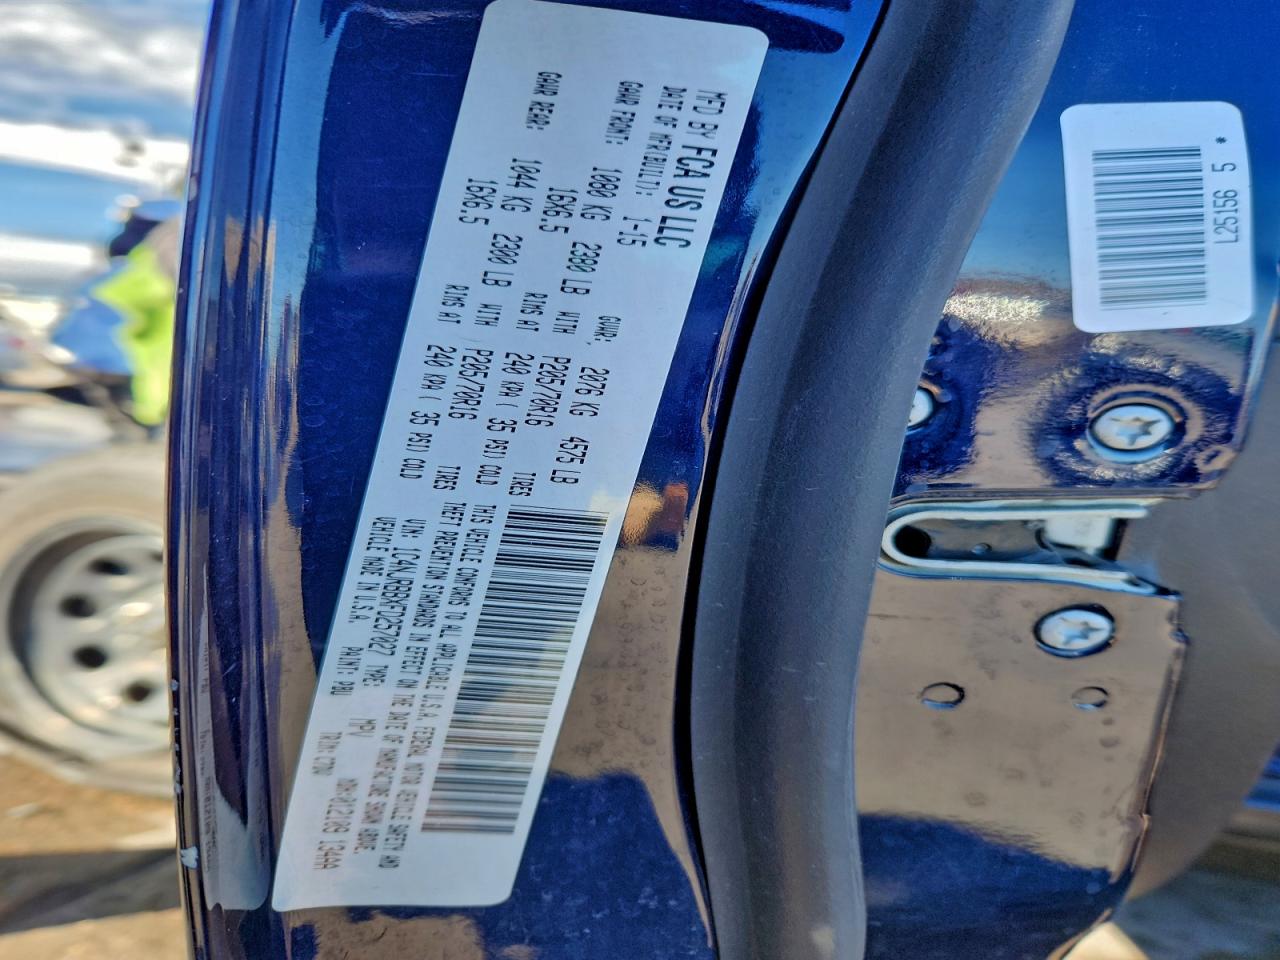 MFD BY FCA US LLC
DATE OF MFR(BUILT): 1-15 GVWR: 2076 KG 4575 LB
GAWR FRONT: 1080 KG 2380 LB WITH P205/70R16 TIRES
16X6.5 RIMS AT 240 KPA ( 35 PSI) COLD
GAWR REAR: 1044 KG 2300 LB WITH P205/70R16 TIRES
16X6.5 RIMS AT 240 KPA ( 35 PSI) COLD
THIS VEHICLE CONFORMS TO ALL APPLICABLE U.S.A. FEDERAL MOTOR VEHICLE SAFETY AND
THEFT PREVENTION STANDARDS IN EFFECT ON THE DATE OF MANUFACTURE SHOWN ABOVE.
VIN: TYPE: MPV MDH:012109 134AA
VEHICLE MADE IN U.S.A. PAINT: PBU TRIM:
L25156 5 *